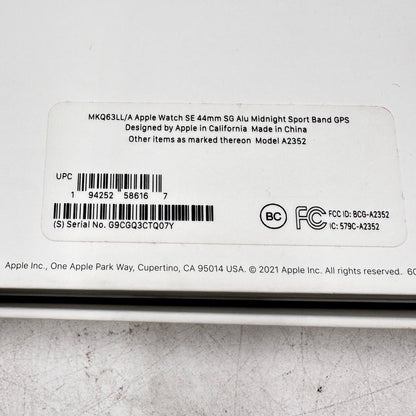 MKQ63LL/A Apple Watch SE 44mm SG Alu Midnight Sport Band GPS
Designed by Apple in California Made in China
Other items as marked thereon Model A2352
UPC
1 94252 58616 7
(S) Serial No. G9CGQ3CTQ07Y
BC
FC FCC ID: BCG-A2352
IC: 579C-A2352
Apple Inc., One Apple Park Way, Cupertino, CA 95014 USA. © 2021 Apple Inc. All rights reserved. 60